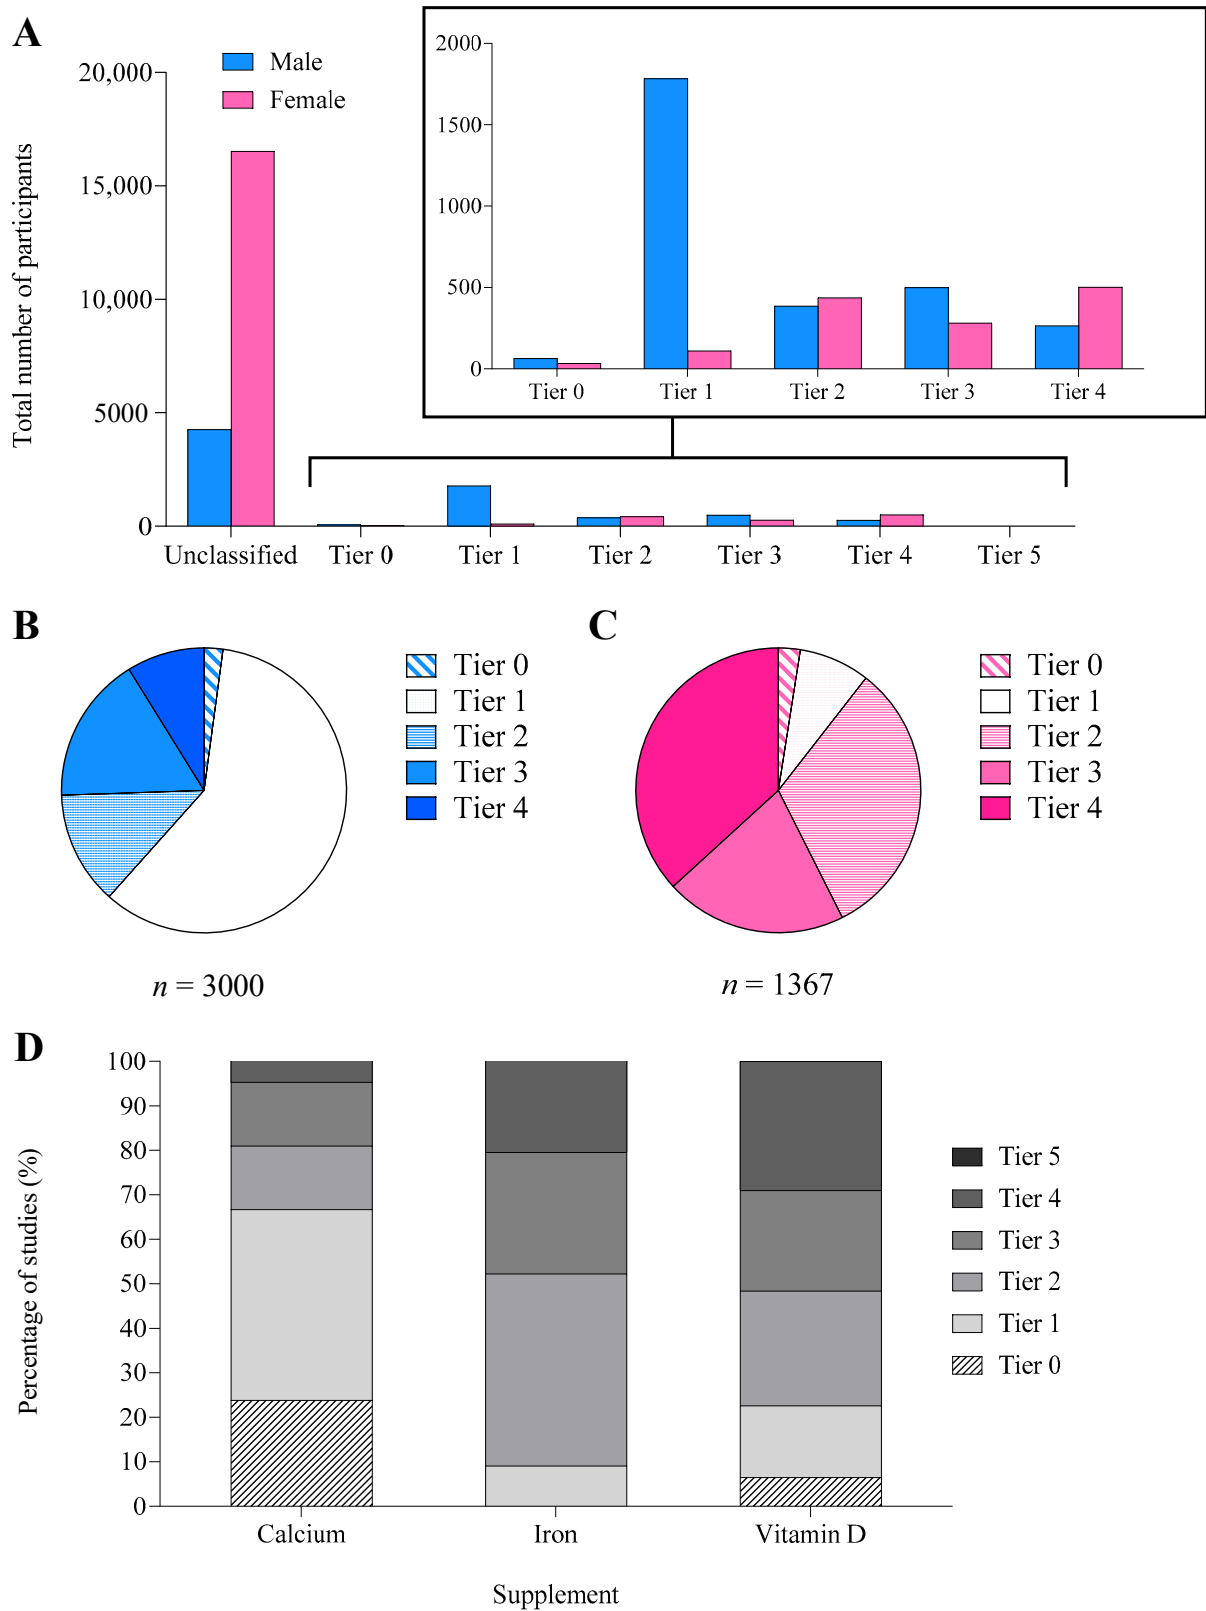 A
Male
Female
Total number of participants
20,000
15,000
10,000
5000
0
Unclassified
Tier 0
Tier 1
Tier 2
Tier 3
Tier 4
Tier 5
2000
1500
1000
500
0
Tier 0
Tier 1
Tier 2
Tier 3
Tier 4
B
Tier 0
Tier 1
Tier 2
Tier 3
Tier 4
n = 3000
C
Tier 0
Tier 1
Tier 2
Tier 3
Tier 4
n = 1367
D
Percentage of studies (%)
100
90
80
70
60
50
40
30
20
10
0
Calcium
Iron
Vitamin D
Supplement
Tier 5
Tier 4
Tier 3
Tier 2
Tier 1
Tier 0